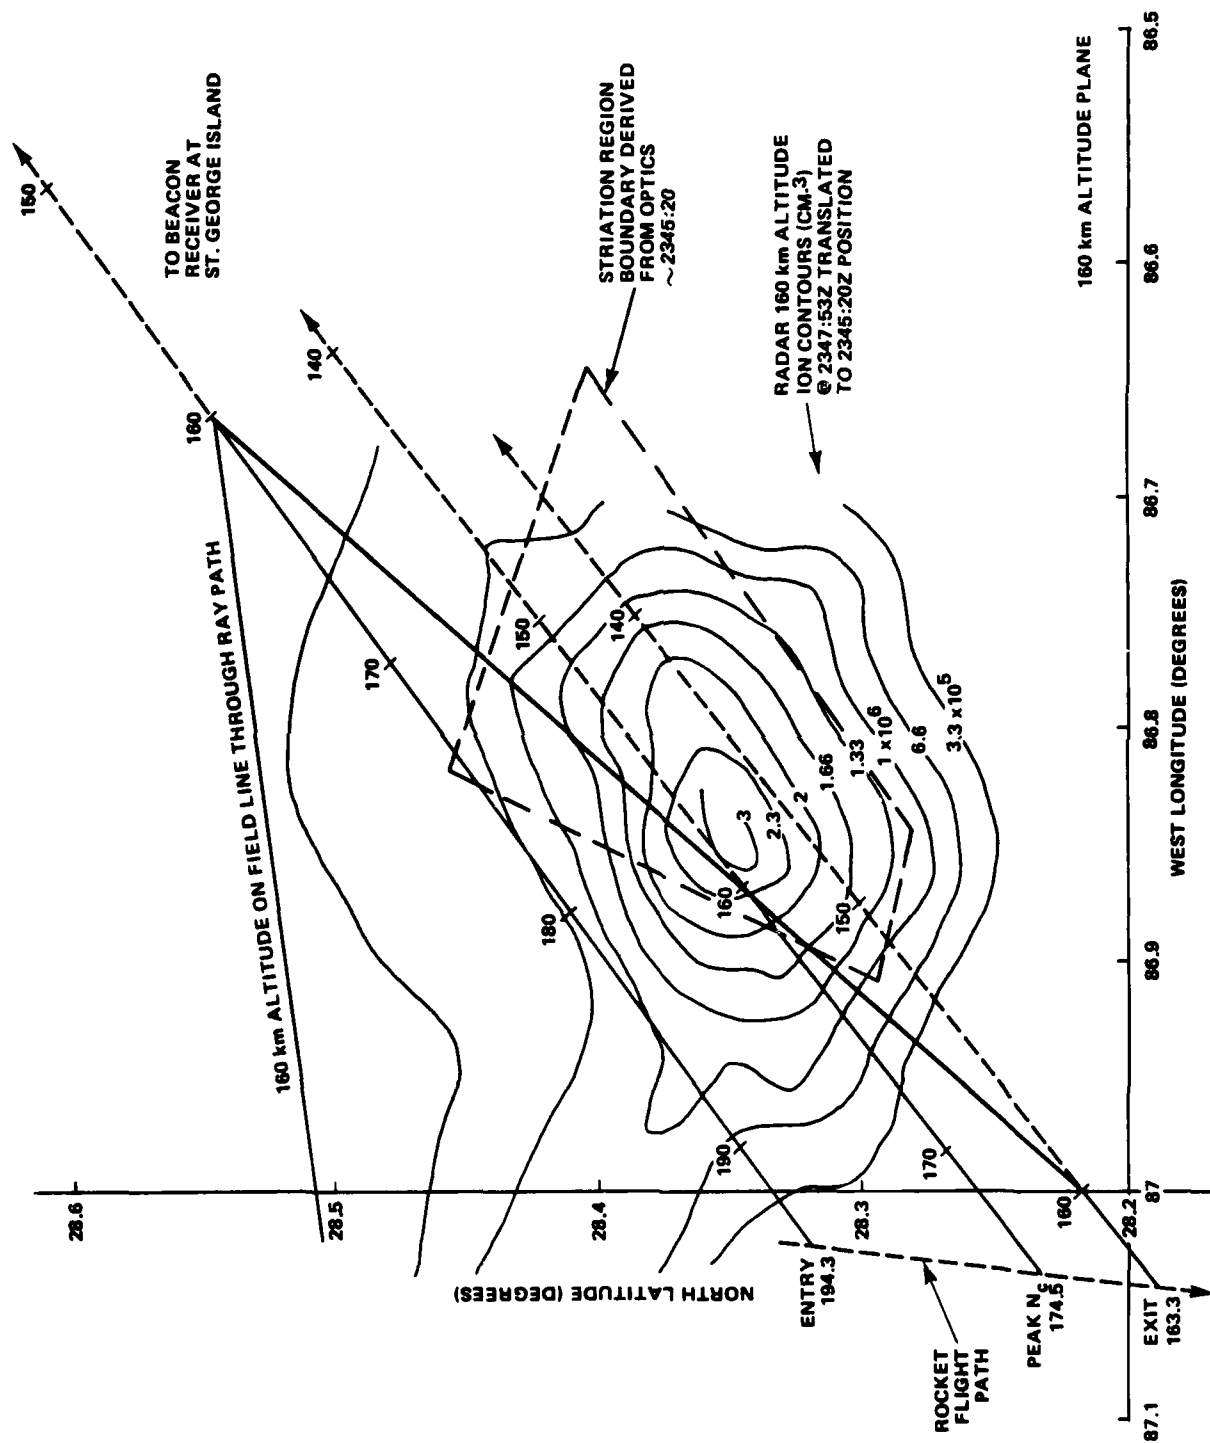 150
TO BEACON
RECEIVER AT
ST. GEORGE ISLAND
160
140
STRIATION REGION
BOUNDARY DERIVED
FROM OPTICS
~2345:20
RADAR 160 km ALTITUDE
ION CONTOURS (CM-3)
@ 2347:53Z TRANSLATED
TO 2345:20Z POSITION
160 km ALTITUDE PLANE
160 km ALTITUDE ON FIELD LINE THROUGH RAY PATH
170
150
140
180
160
150
190
170
160
3
2.3
2
1.66
1.33
1 x 10⁶
6.6
3.3 x 10⁵
ENTRY
194.3
PEAK Nc
174.5
EXIT
163.3
ROCKET
FLIGHT
PATH
NORTH LATITUDE (DEGREES)
28.6
28.5
28.4
28.3
28.2
87.1
87
86.9
86.8
86.7
86.6
86.5
WEST LONGITUDE (DEGREES)